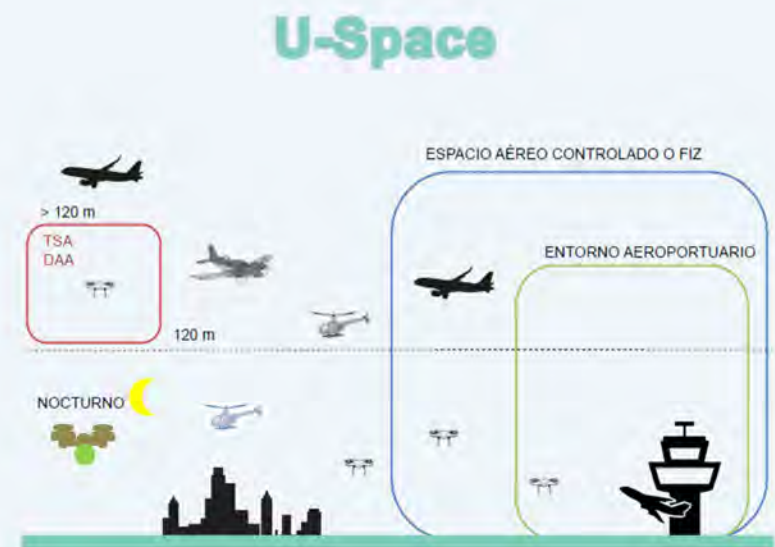 U-Space
ESPACIO AÉREO CONTROLADO O FIZ
> 120 m
TSA
DAA
ENTORNO AEROPORTUARIO
120 m
NOCTURNO